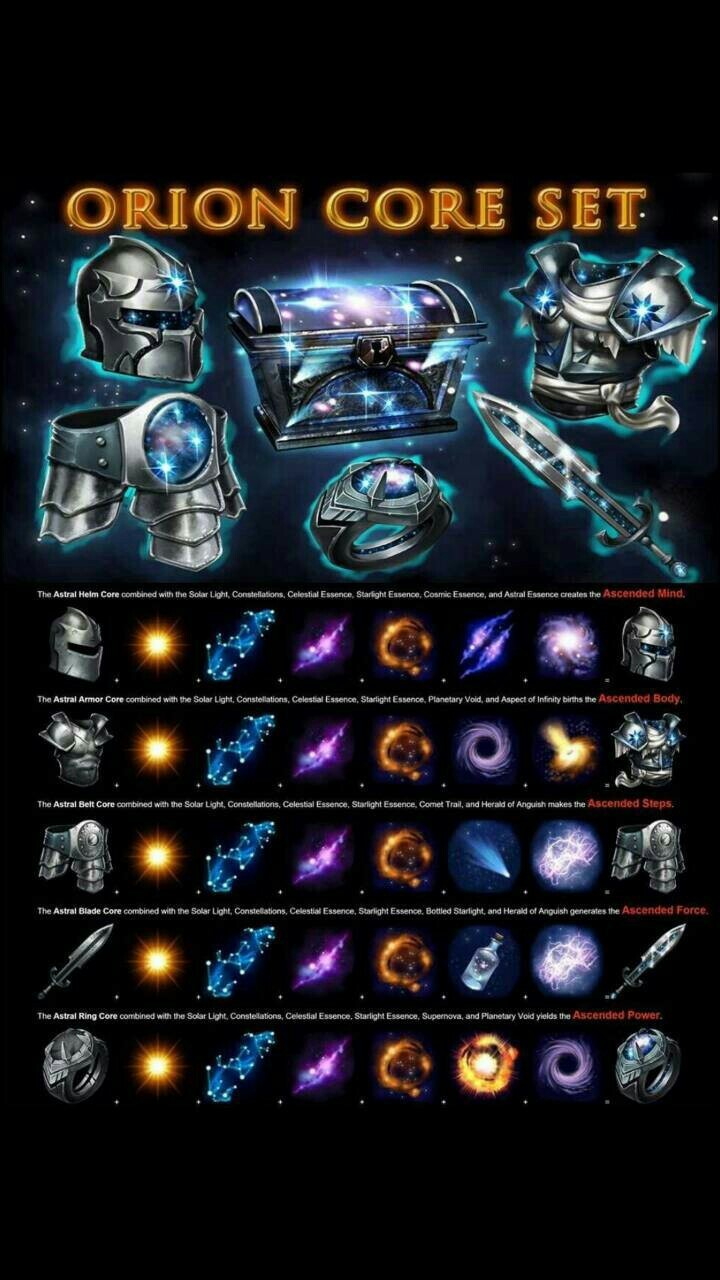 ORION CORE SET
The Astral Helm Core combined with the Solar Light, Constellations, Celestial Essence, Starlight Essence, Cosmic Essence, and Astral Essence creates the Ascended Mind.
+ + + + + + =
The Astral Armor Core combined with the Solar Light, Constellations, Celestial Essence, Starlight Essence, Planetary Void, and Aspect of Infinity births the Ascended Body.
+ + + + + + =
The Astral Belt Core combined with the Solar Light, Constellations, Celestial Essence, Starlight Essence, Comet Trail, and Herald of Anguish makes the Ascended Steps.
+ + + + + + =
The Astral Blade Core combined with the Solar Light, Constellations, Celestial Essence, Starlight Essence, Bottled Starlight, and Herald of Anguish generates the Ascended Force.
+ + + + + + =
The Astral Ring Core combined with the Solar Light, Constellations, Celestial Essence, Starlight Essence, Supernova, and Planetary Void yields the Ascended Power.
+ + + + + + =